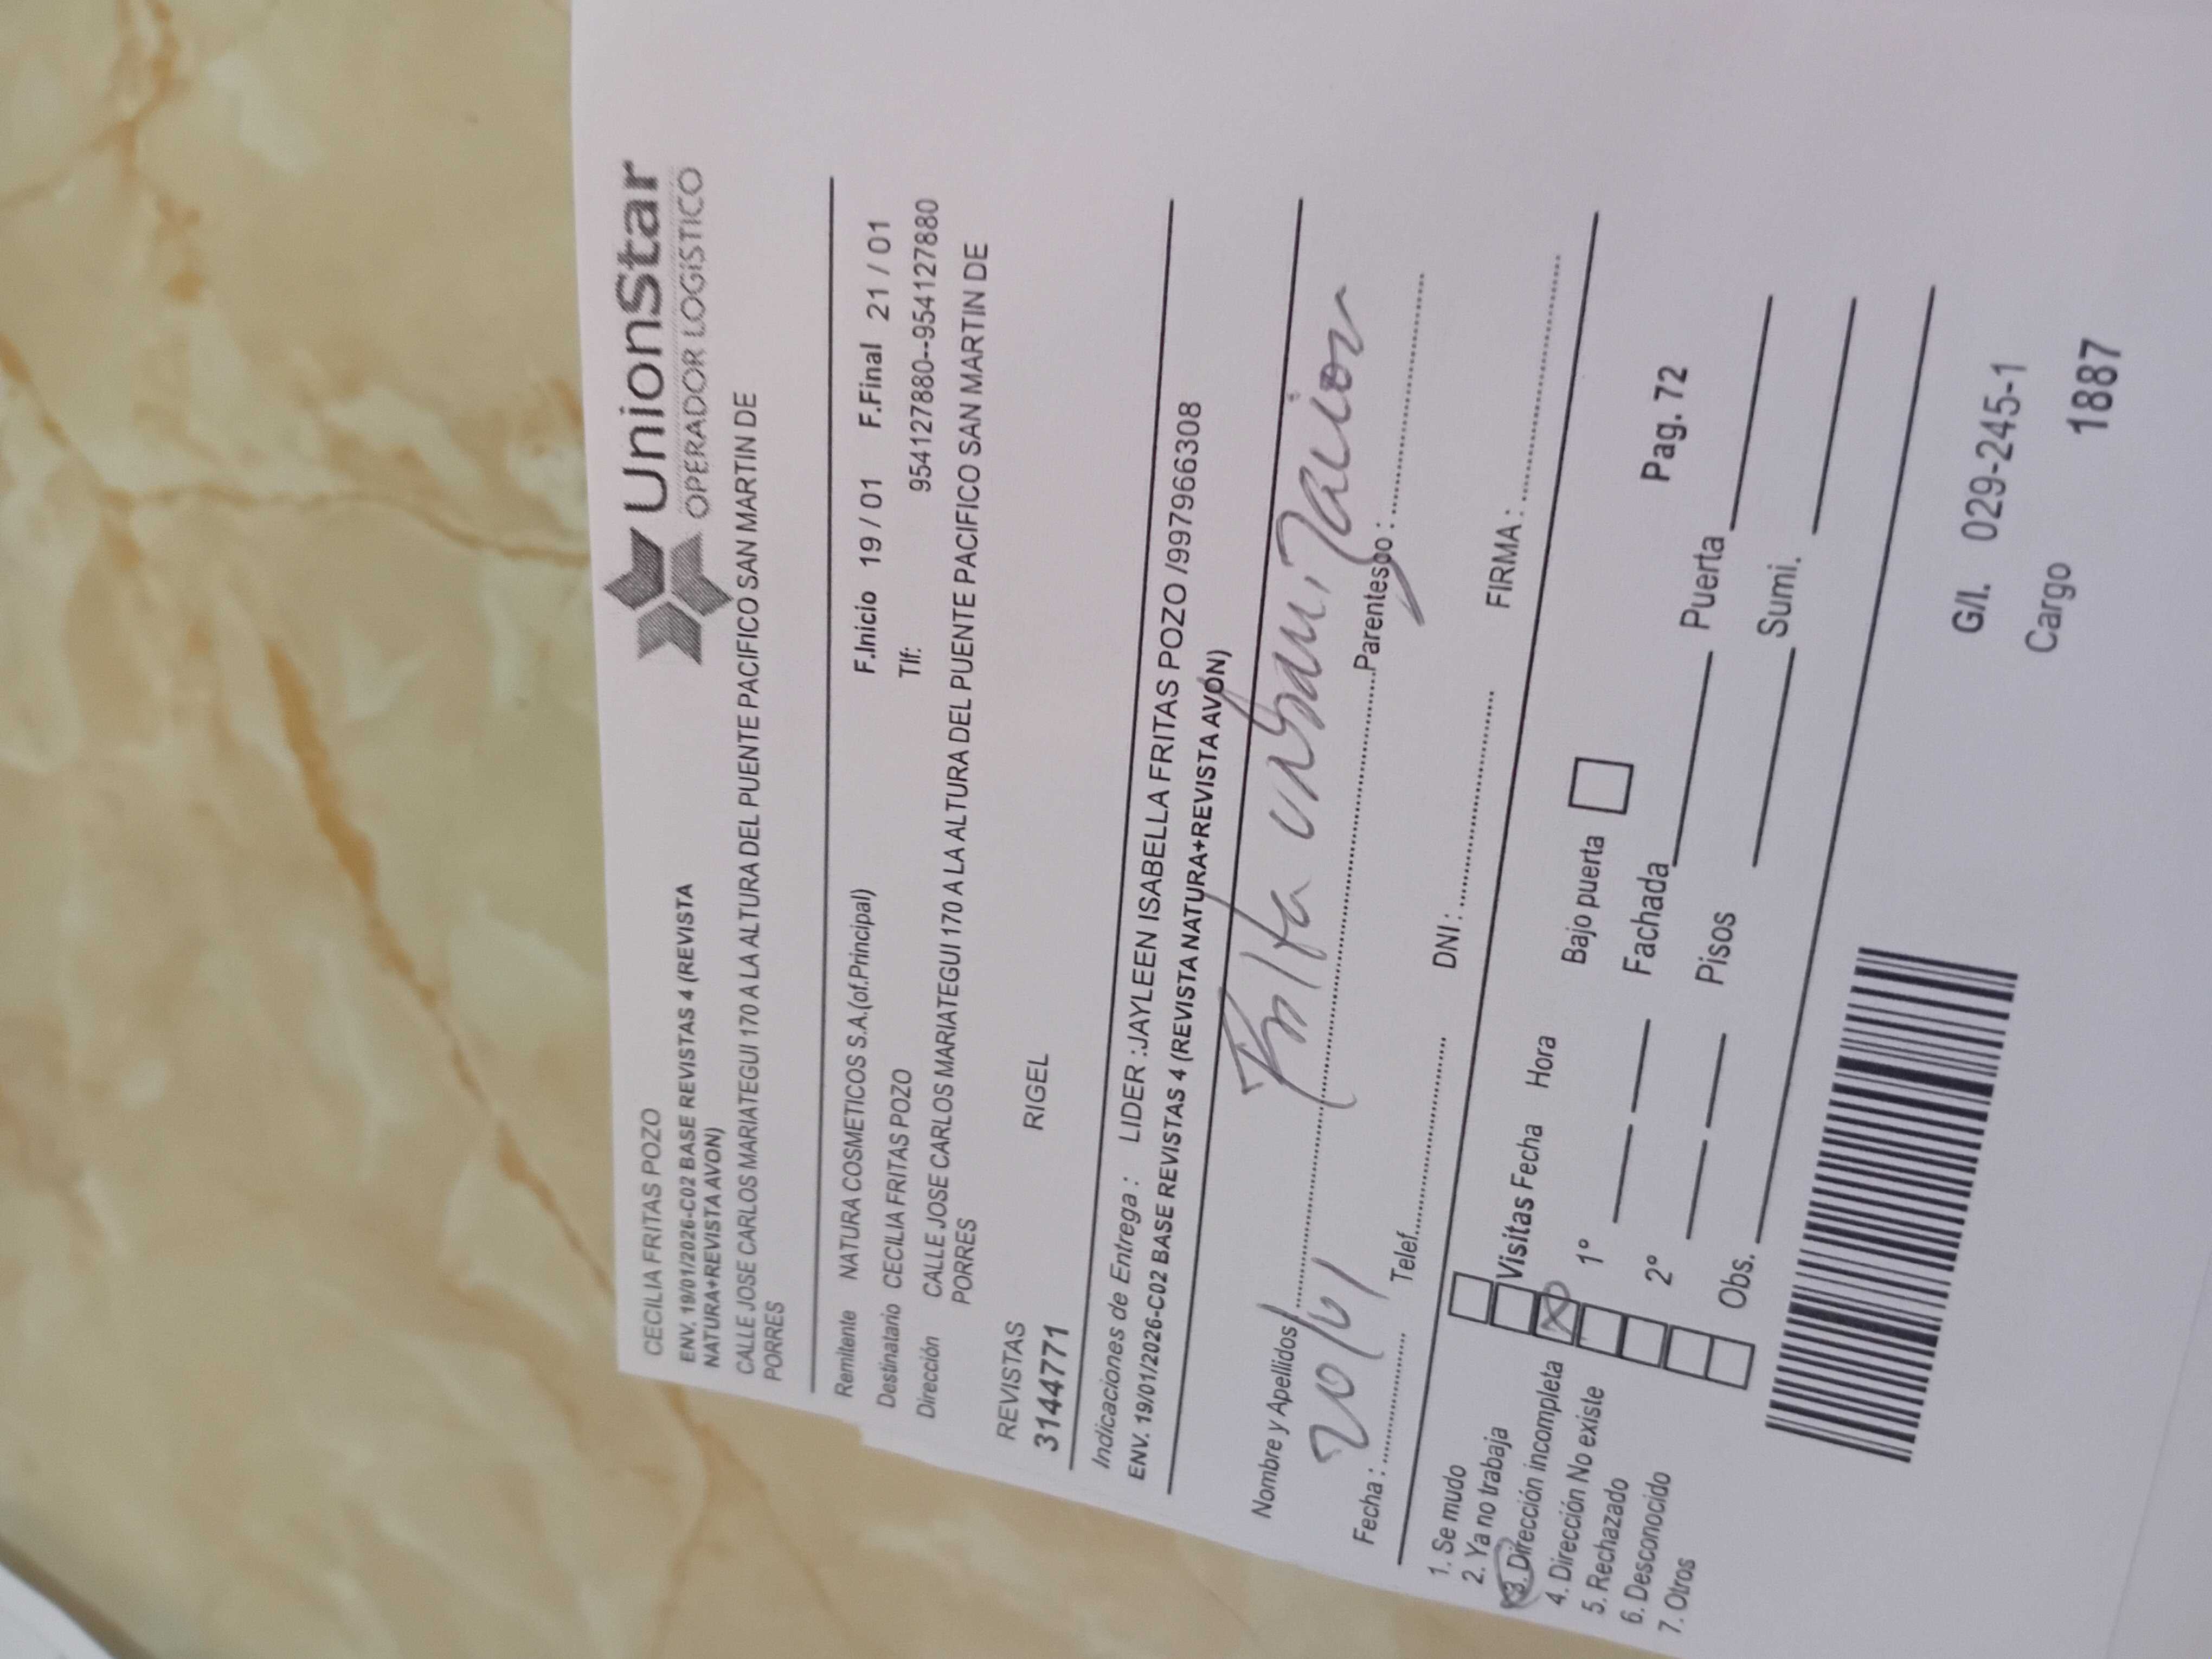 UnionStar
OPERADOR LOGíSTICO
CECILIA FRITAS POZO
ENV. 19/01/2026-C02 BASE REVISTAS 4 (REVISTA
NATURA+REVISTA AVON)
CALLE JOSE CARLOS MARIATEGUI 170 A LA ALTURA DEL PUENTE PACIFICO SAN MARTIN DE
PORRES
Remitente NATURA COSMETICOS S.A.(of.Principal) F.Inicio 19 / 01 F.Final 21 / 01
Destinatario CECILIA FRITAS POZO Tlf: 954127880--954127880
Dirección CALLE JOSE CARLOS MARIATEGUI 170 A LA ALTURA DEL PUENTE PACIFICO SAN MARTIN DE
PORRES
REVISTAS
3144771 RIGEL
Indicaciones de Entrega : LIDER :JAYLEEN ISABELLA FRITAS POZO /997966308
ENV. 19/01/2026-C02 BASE REVISTAS 4 (REVISTA NATURA+REVISTA AVON)
Nombre y Apellidos Falta urbanizacion
Parentesco :
Fecha : 20/01 Telef. DNI : FIRMA :
1. Se mudo
2. Ya no trabaja
3. Dirección incompleta
4. Dirección No existe
5. Rechazado
6. Desconocido
7. Otros
Visitas Fecha Hora Bajo puerta Pag. 72
1° Fachada Puerta
2° Pisos Sumi.
Obs.
G/l. 029-245-1
Cargo 1887